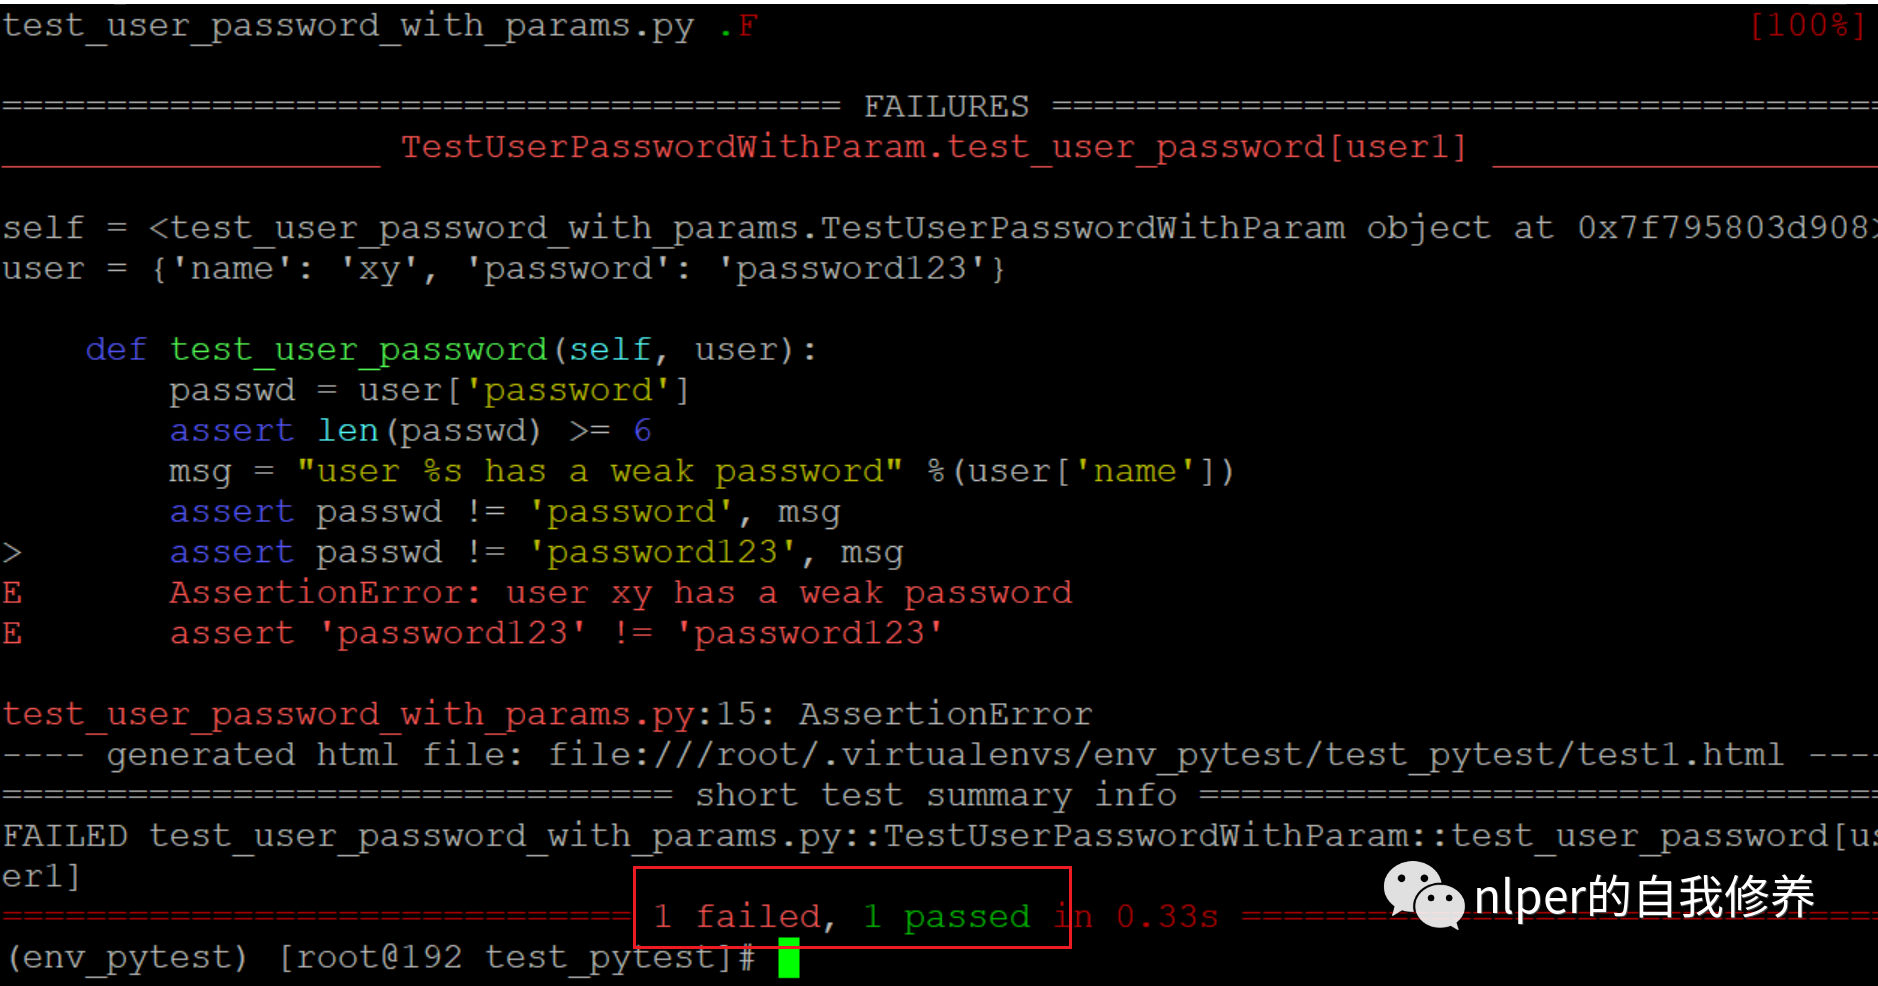 test_user_password_with_params.py .F [100%]
======================================== FAILURES =======================================
__________________ TestUserPasswordWithParam.test_user_password[user1] __________________
self = <test_user_password_with_params.TestUserPasswordWithParam object at 0x7f795803d908>
user = {'name': 'xy', 'password': 'password123'}
    def test_user_password(self, user):
        passwd = user['password']
        assert len(passwd) >= 6
        msg = "user %s has a weak password" %(user['name'])
        assert passwd != 'password', msg
>       assert passwd != 'password123', msg
E       AssertionError: user xy has a weak password
E       assert 'password123' != 'password123'
test_user_password_with_params.py:15: AssertionError
---- generated html file: file:///root/.virtualenvs/env_pytest/test_pytest/test1.html ----
================================ short test summary info ================================
FAILED test_user_password_with_params.py::TestUserPasswordWithParam::test_user_password[us
er1]
============================== 1 failed, 1 passed in 0.33s ==============================
(env_pytest) [root@192 test_pytest]#
nlper的自我修养